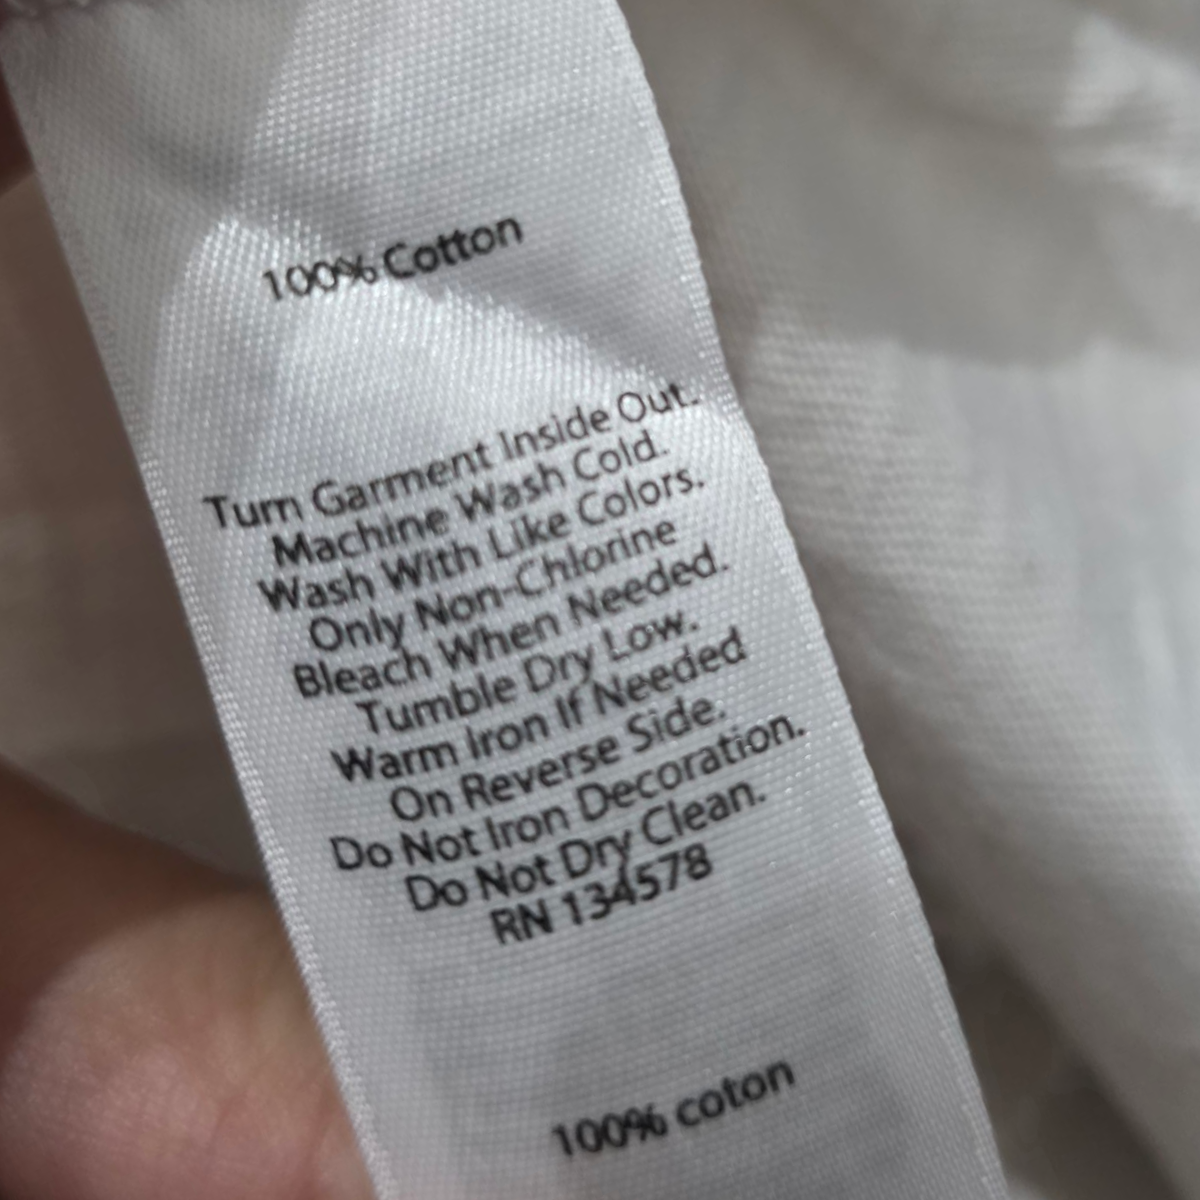 100% Cotton
Turn Garment Inside Out.
Machine Wash Cold.
Wash With Like Colors.
Only Non-Chlorine
Bleach When Needed.
Tumble Dry Low.
Warm Iron If Needed
On Reverse Side.
Do Not Iron Decoration.
Do Not Dry Clean.
RN 134578
100% coton